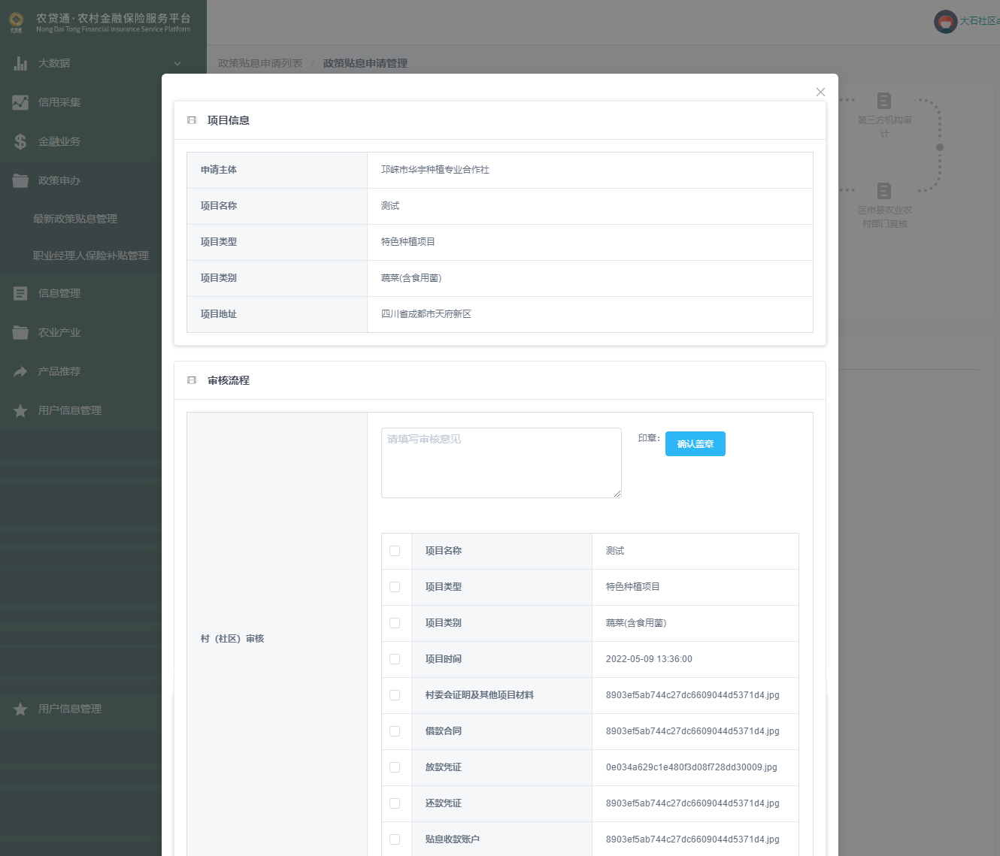 农贷通·农村金融保险服务平台
Nong Dai Tong Financial Insurance Service Platform
大石社区a
大数据
信用采集
金融业务
政策申办
最新政策贴息管理
职业经理人保险补贴管理
信息管理
农业产业
产品推荐
用户信息管理
用户信息管理
政策贴息申请列表 / 政策贴息申请管理
第三方机构审
计
区市县农业农
村部门复核
项目信息
申请主体 邛崃市华宇种植专业合作社
项目名称 测试
项目类型 特色种植项目
项目类别 蔬菜(含食用菌)
项目地址 四川省成都市天府新区
审核流程
村（社区）审核
请填写审核意见
印章：
确认盖章
项目名称 测试
项目类型 特色种植项目
项目类别 蔬菜(含食用菌)
项目时间 2022-05-09 13:36:00
村委会证明及其他项目材料 8903ef5ab744c27dc6609044d5371d4.jpg
借款合同 8903ef5ab744c27dc6609044d5371d4.jpg
放款凭证 0e034a629c1e480f3d08f728dd30009.jpg
还款凭证 8903ef5ab744c27dc6609044d5371d4.jpg
贴息收款账户 8903ef5ab744c27dc6609044d5371d4.jpg